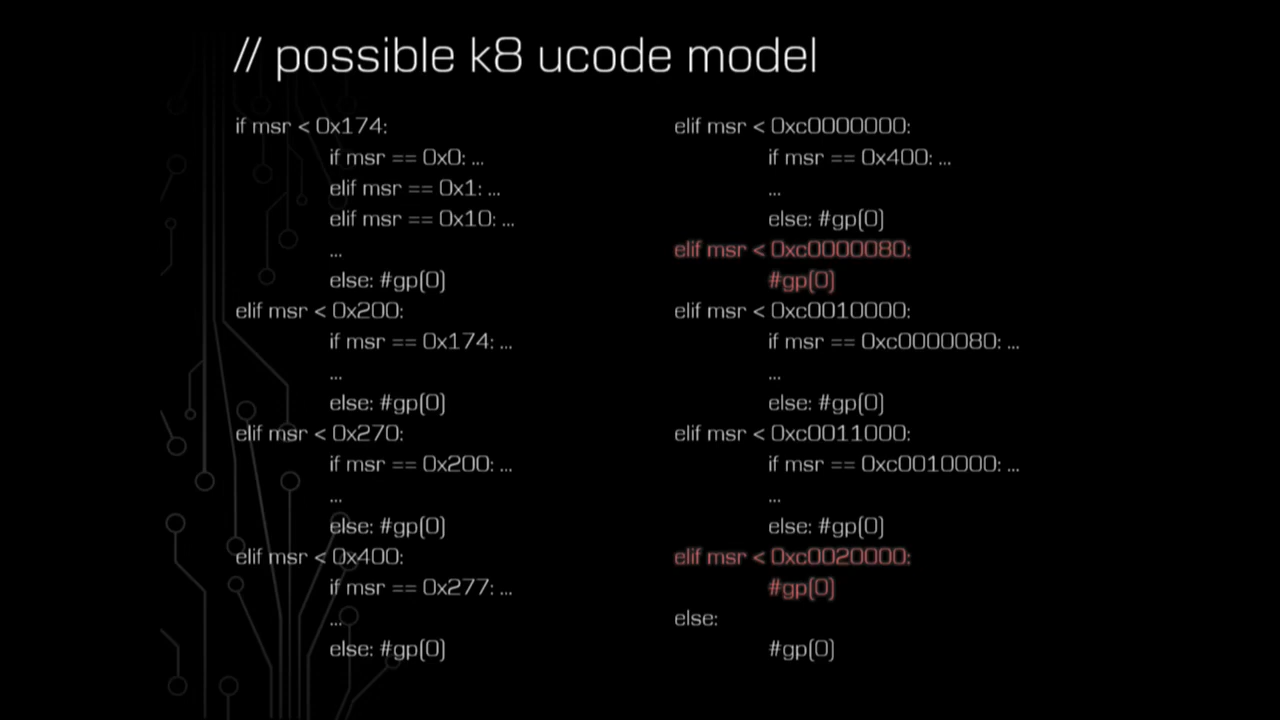 // possible k8 ucode model
if msr < 0x174:
if msr == 0x0: ...
elif msr == 0x1: ...
elif msr == 0x10: ...
...
else: #gp(0)
elif msr < 0x200:
if msr == 0x174: ...
...
else: #gp(0)
elif msr < 0x270:
if msr == 0x200: ...
...
else: #gp(0)
elif msr < 0x400:
if msr == 0x277: ...
...
else: #gp(0)
elif msr < 0xc0000000:
if msr == 0x400: ...
...
else: #gp(0)
elif msr < 0xc0000080:
#gp(0)
elif msr < 0xc0010000:
if msr == 0xc0000080: ...
...
else: #gp(0)
elif msr < 0xc0011000:
if msr == 0xc0010000: ...
...
else: #gp(0)
elif msr < 0xc0020000:
#gp(0)
else:
#gp(0)